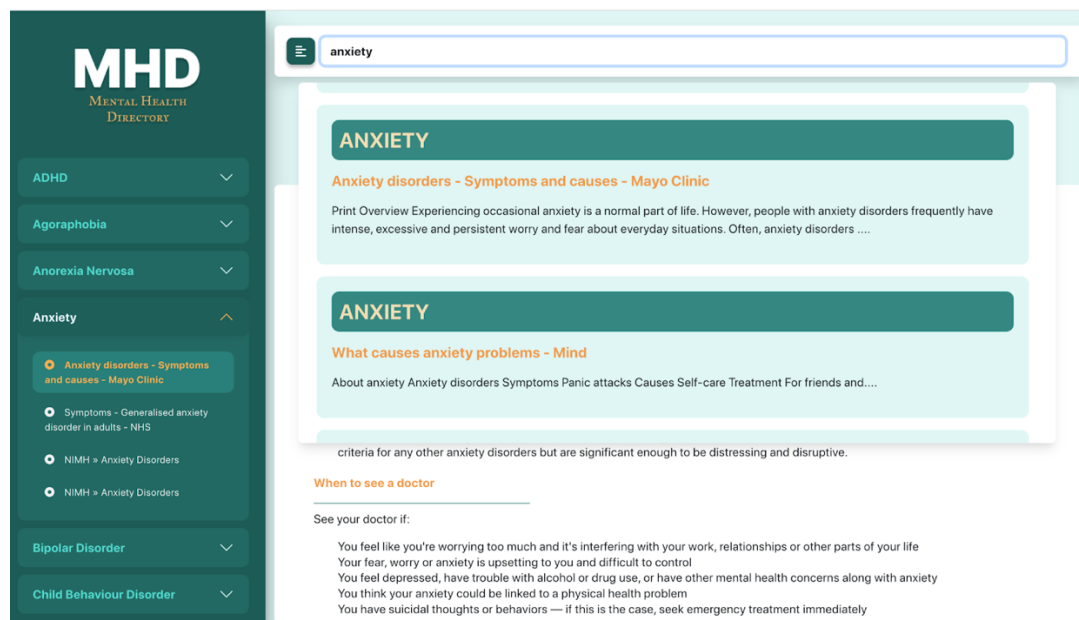 MHD
Mental Health
Directory
ADHD
Agoraphobia
Anorexia Nervosa
Anxiety
Anxiety disorders - Symptoms
and causes - Mayo Clinic
Symptoms - Generalised anxiety
disorder in adults - NHS
NIMH » Anxiety Disorders
NIMH » Anxiety Disorders
Bipolar Disorder
Child Behaviour Disorder
anxiety
ANXIETY
Anxiety disorders - Symptoms and causes - Mayo Clinic
Print Overview Experiencing occasional anxiety is a normal part of life. However, people with anxiety disorders frequently have
intense, excessive and persistent worry and fear about everyday situations. Often, anxiety disorders ....
ANXIETY
What causes anxiety problems - Mind
About anxiety Anxiety disorders Symptoms Panic attacks Causes Self-care Treatment For friends and....
criteria for any other anxiety disorders but are significant enough to be distressing and disruptive.
When to see a doctor
See your doctor if:
You feel like you're worrying too much and it's interfering with your work, relationships or other parts of your life
Your fear, worry or anxiety is upsetting to you and difficult to control
You feel depressed, have trouble with alcohol or drug use, or have other mental health concerns along with anxiety
You think your anxiety could be linked to a physical health problem
You have suicidal thoughts or behaviors — if this is the case, seek emergency treatment immediately